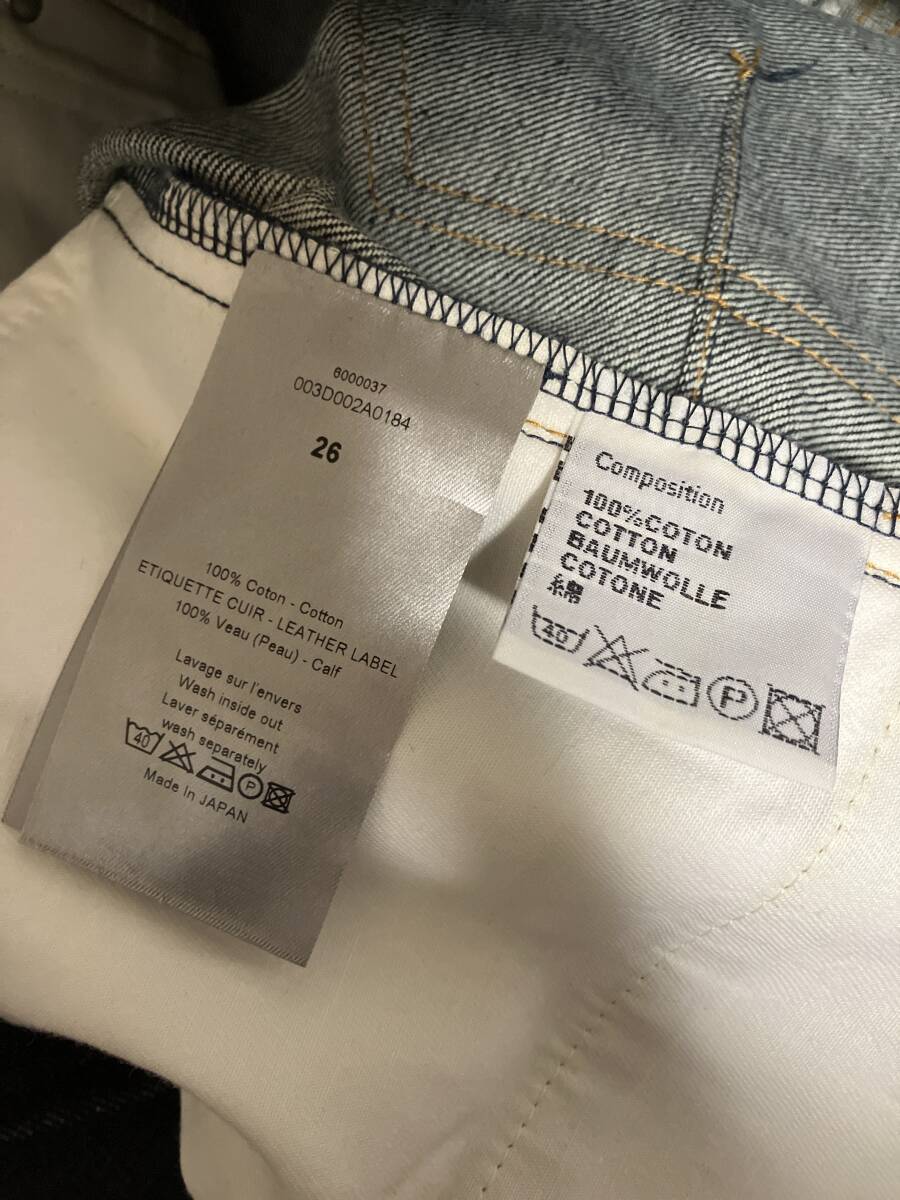 6000037
003D002A0184
26
100% Coton - Cotton
ETIQUETTE CUIR - LEATHER LABEL
100% Veau (Peau) - Calf
Lavage sur l'envers
Wash inside out
Laver séparément
wash separately
40 P
Made In JAPAN
Composition
100%COTON
COTTON
BAUMWOLLE
COTONE
綿
40 P